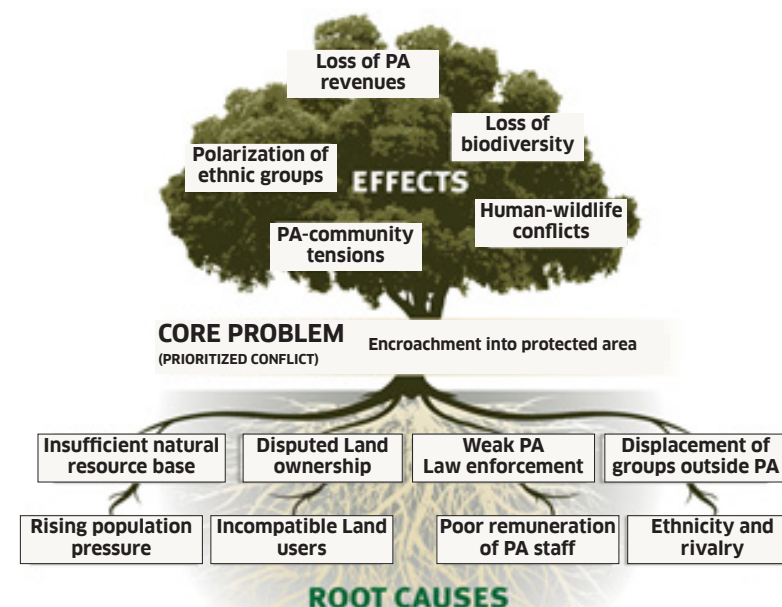 Loss of PA
revenues
Loss of
biodiversity
Polarization of
ethnic groups
EFFECTS
Human-wildlife
conflicts
PA-community
tensions
CORE PROBLEM
(PRIORITIZED CONFLICT)
Encroachment into protected area
Insufficient natural
resource base
Disputed Land
ownership
Weak PA
Law enforcement
Displacement of
groups outside PA
Rising population
pressure
Incompatible Land
users
Poor remuneration
of PA staff
Ethnicity and
rivalry
ROOT CAUSES